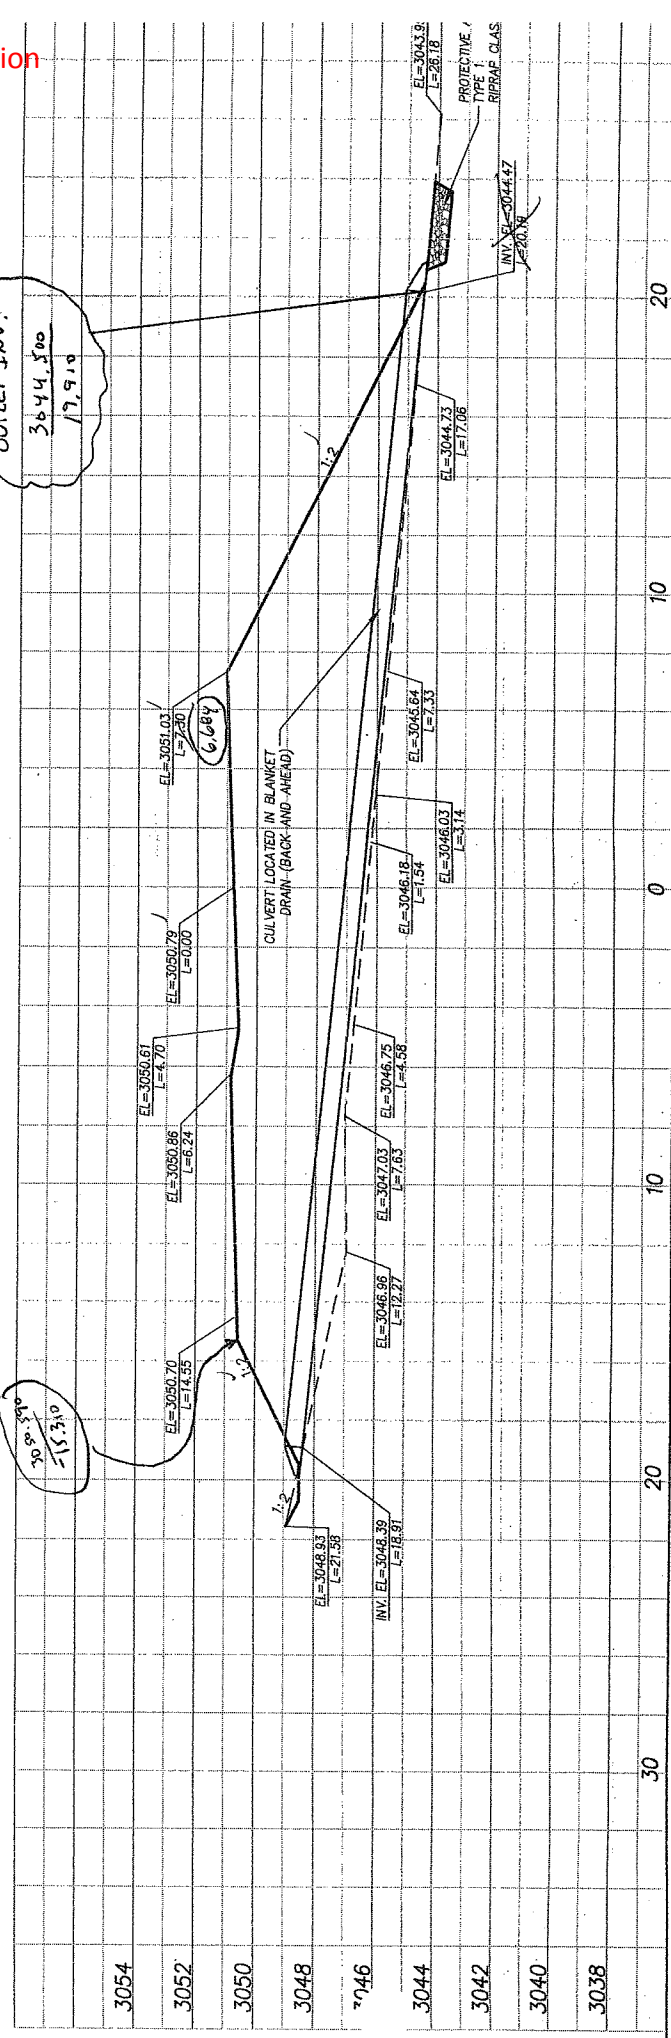 ion
EL=3043.9
L=26.18
PROTECTIVE
TYPE 1
RIPRAP CLAS
INV. EL=3044.47
L=20.19
3044.500
19.910
1:2
EL=3044.73
L=17.06
EL=3051.03
L=7.30
6.684
CULVERT LOCATED IN BLANKET
DRAIN (BACK AND AHEAD)
EL=3045.64
L=7.33
EL=3046.03
L=3.14
EL=3046.18
L=1.54
EL=3050.79
L=0.00
EL=3050.61
L=4.70
EL=3050.86
L=6.24
EL=3046.75
L=4.58
EL=3047.03
L=7.63
EL=3046.96
L=12.27
EL=3050.70
L=14.55
3050.590
=15.310
1:2
1:2
EL=3048.93
L=21.58
INV. EL=3048.39
L=18.91
20
10
0
10
20
30
3054
3052
3050
3048
3046
3044
3042
3040
3038